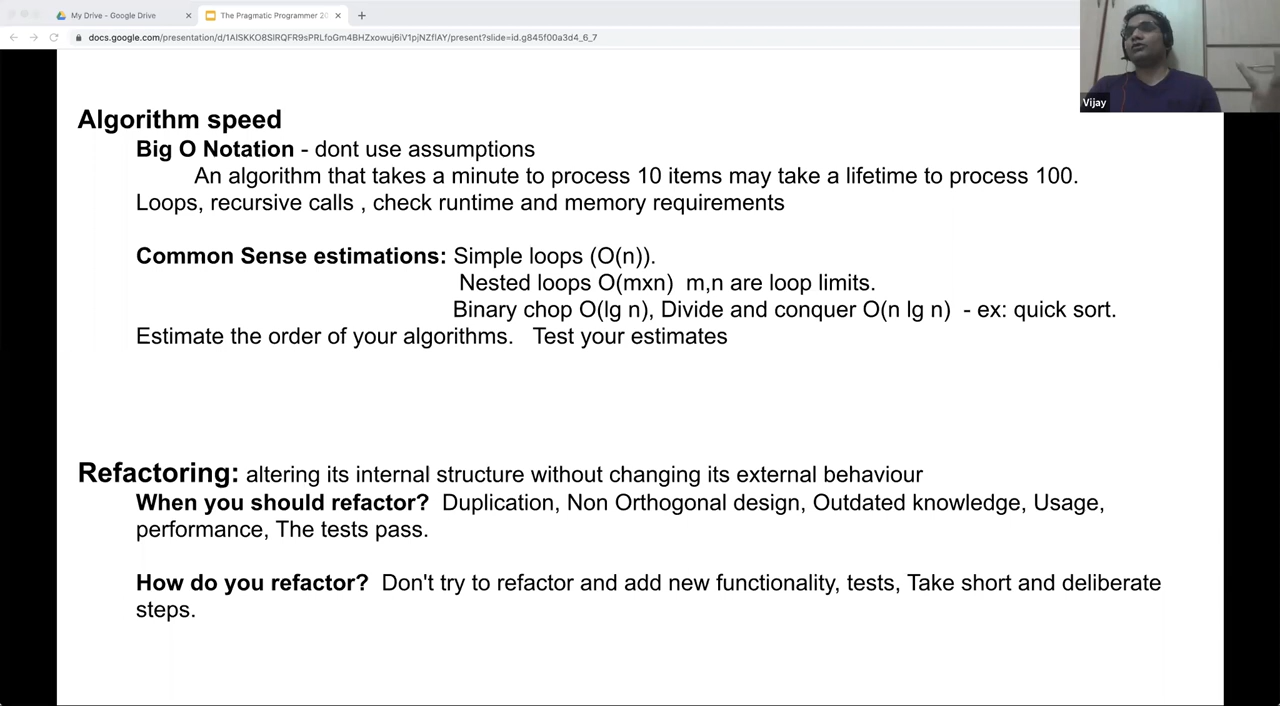 My Drive - Google Drive
The Pragmatic Programmer 20
docs.google.com/presentation/d/1AlSKKO8SlRQFR9sPRLfoGm4BHZxowuj6iV1pjNZflAY/present?slide=id.g845f00a3d4_6_7
Vijay
Algorithm speed
Big O Notation - dont use assumptions
An algorithm that takes a minute to process 10 items may take a lifetime to process 100.
Loops, recursive calls , check runtime and memory requirements
Common Sense estimations: Simple loops (O(n)).
Nested loops O(mxn) m,n are loop limits.
Binary chop O(lg n), Divide and conquer O(n lg n) - ex: quick sort.
Estimate the order of your algorithms. Test your estimates
Refactoring: altering its internal structure without changing its external behaviour
When you should refactor? Duplication, Non Orthogonal design, Outdated knowledge, Usage,
performance, The tests pass.
How do you refactor? Don't try to refactor and add new functionality, tests, Take short and deliberate
steps.